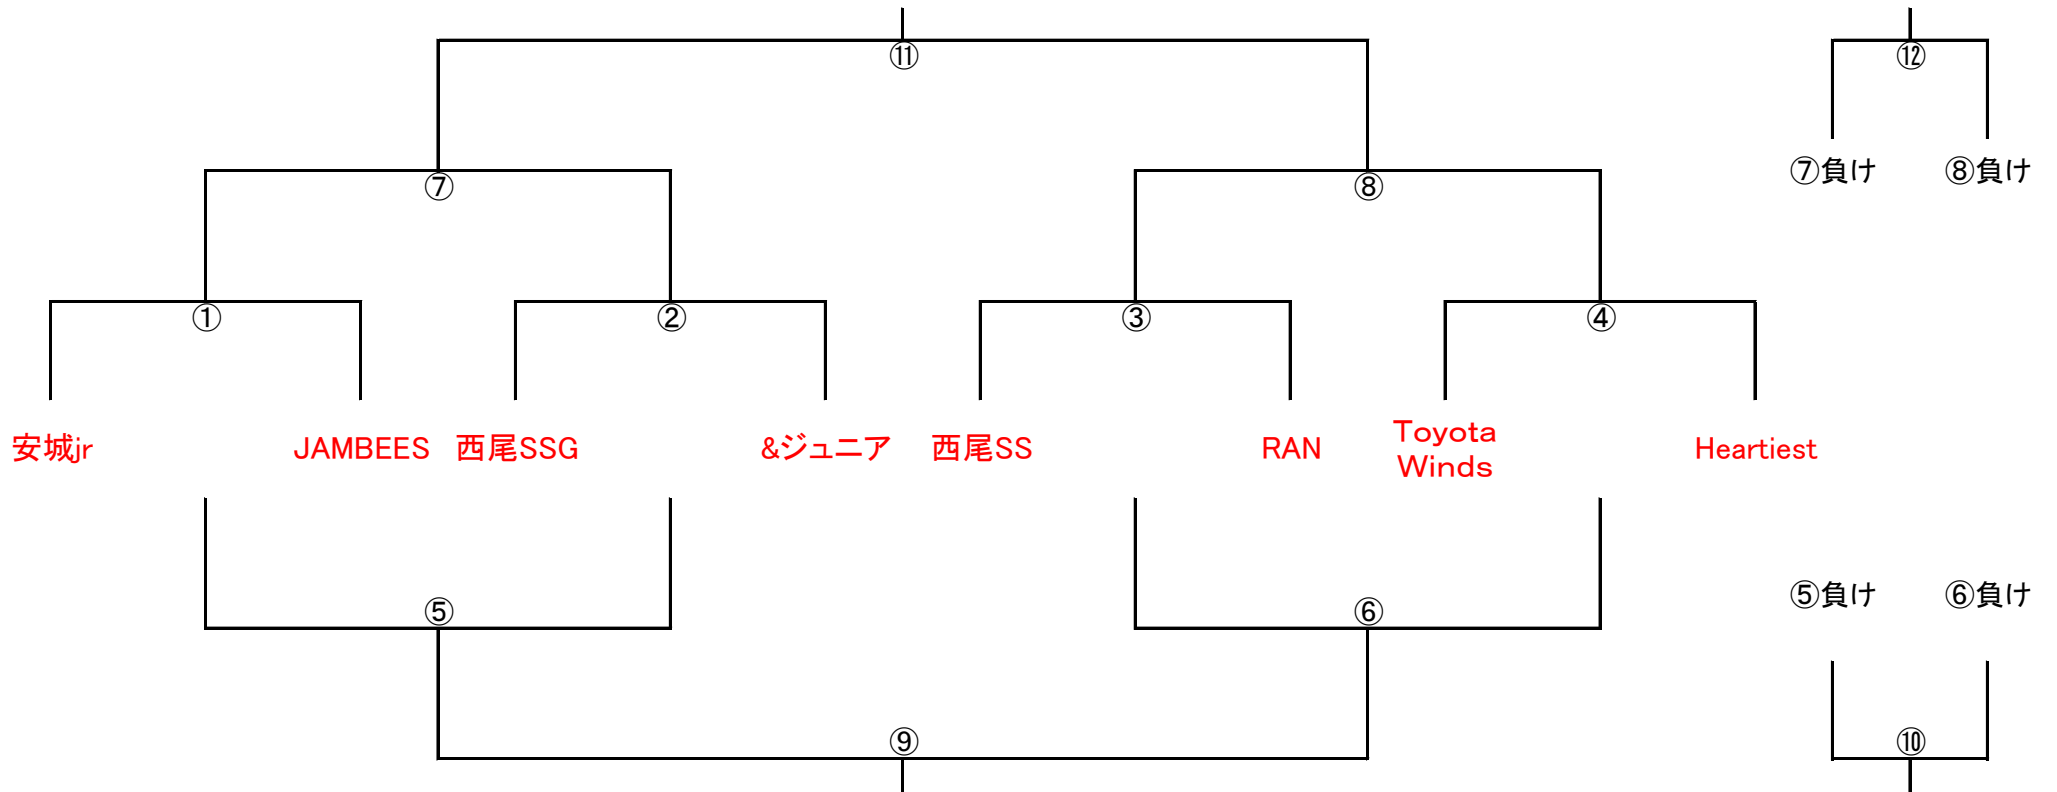 ⑪
⑫
⑦
⑧
⑦負け
⑧負け
①
②
③
④
安城jr
JAMBEES
西尾SSG
&ジュニア
西尾SS
RAN
Toyota
Winds
Heartiest
⑤
⑥
⑤負け
⑥負け
⑨
⑩